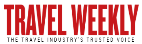 TRAVEL WEEKLY
THE TRAVEL INDUSTRY'S TRUSTED VOICE